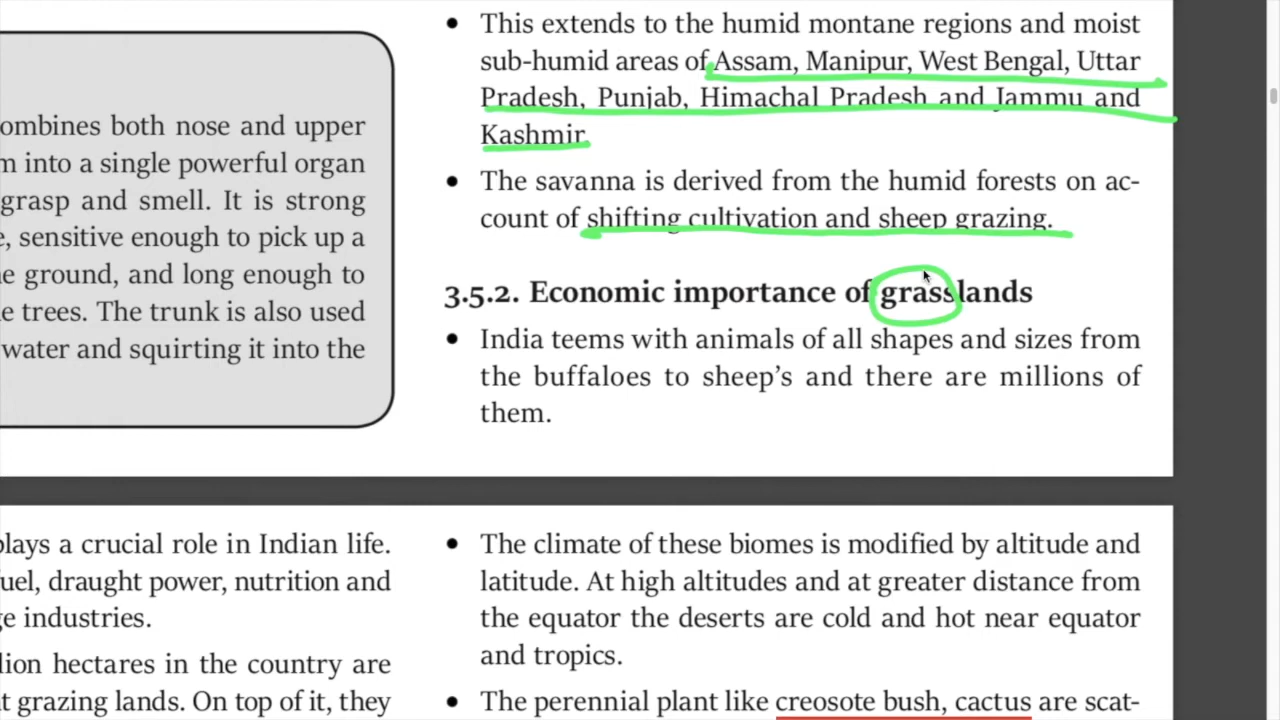 This extends to the humid montane regions and moist
sub-humid areas of Assam, Manipur, West Bengal, Uttar
Pradesh, Punjab, Himachal Pradesh and Jammu and
Kashmir.
The savanna is derived from the humid forests on ac-
count of shifting cultivation and sheep grazing.
ombines both nose and upper
m into a single powerful organ
grasp and smell. It is strong
e, sensitive enough to pick up a
e ground, and long enough to
e trees. The trunk is also used
water and squirting it into the
3.5.2. Economic importance of grasslands
India teems with animals of all shapes and sizes from
the buffaloes to sheep's and there are millions of
them.
plays a crucial role in Indian life.
uel, draught power, nutrition and
ge industries.
lion hectares in the country are
t grazing lands. On top of it, they
The climate of these biomes is modified by altitude and
latitude. At high altitudes and at greater distance from
the equator the deserts are cold and hot near equator
and tropics.
The perennial plant like creosote bush, cactus are scat-